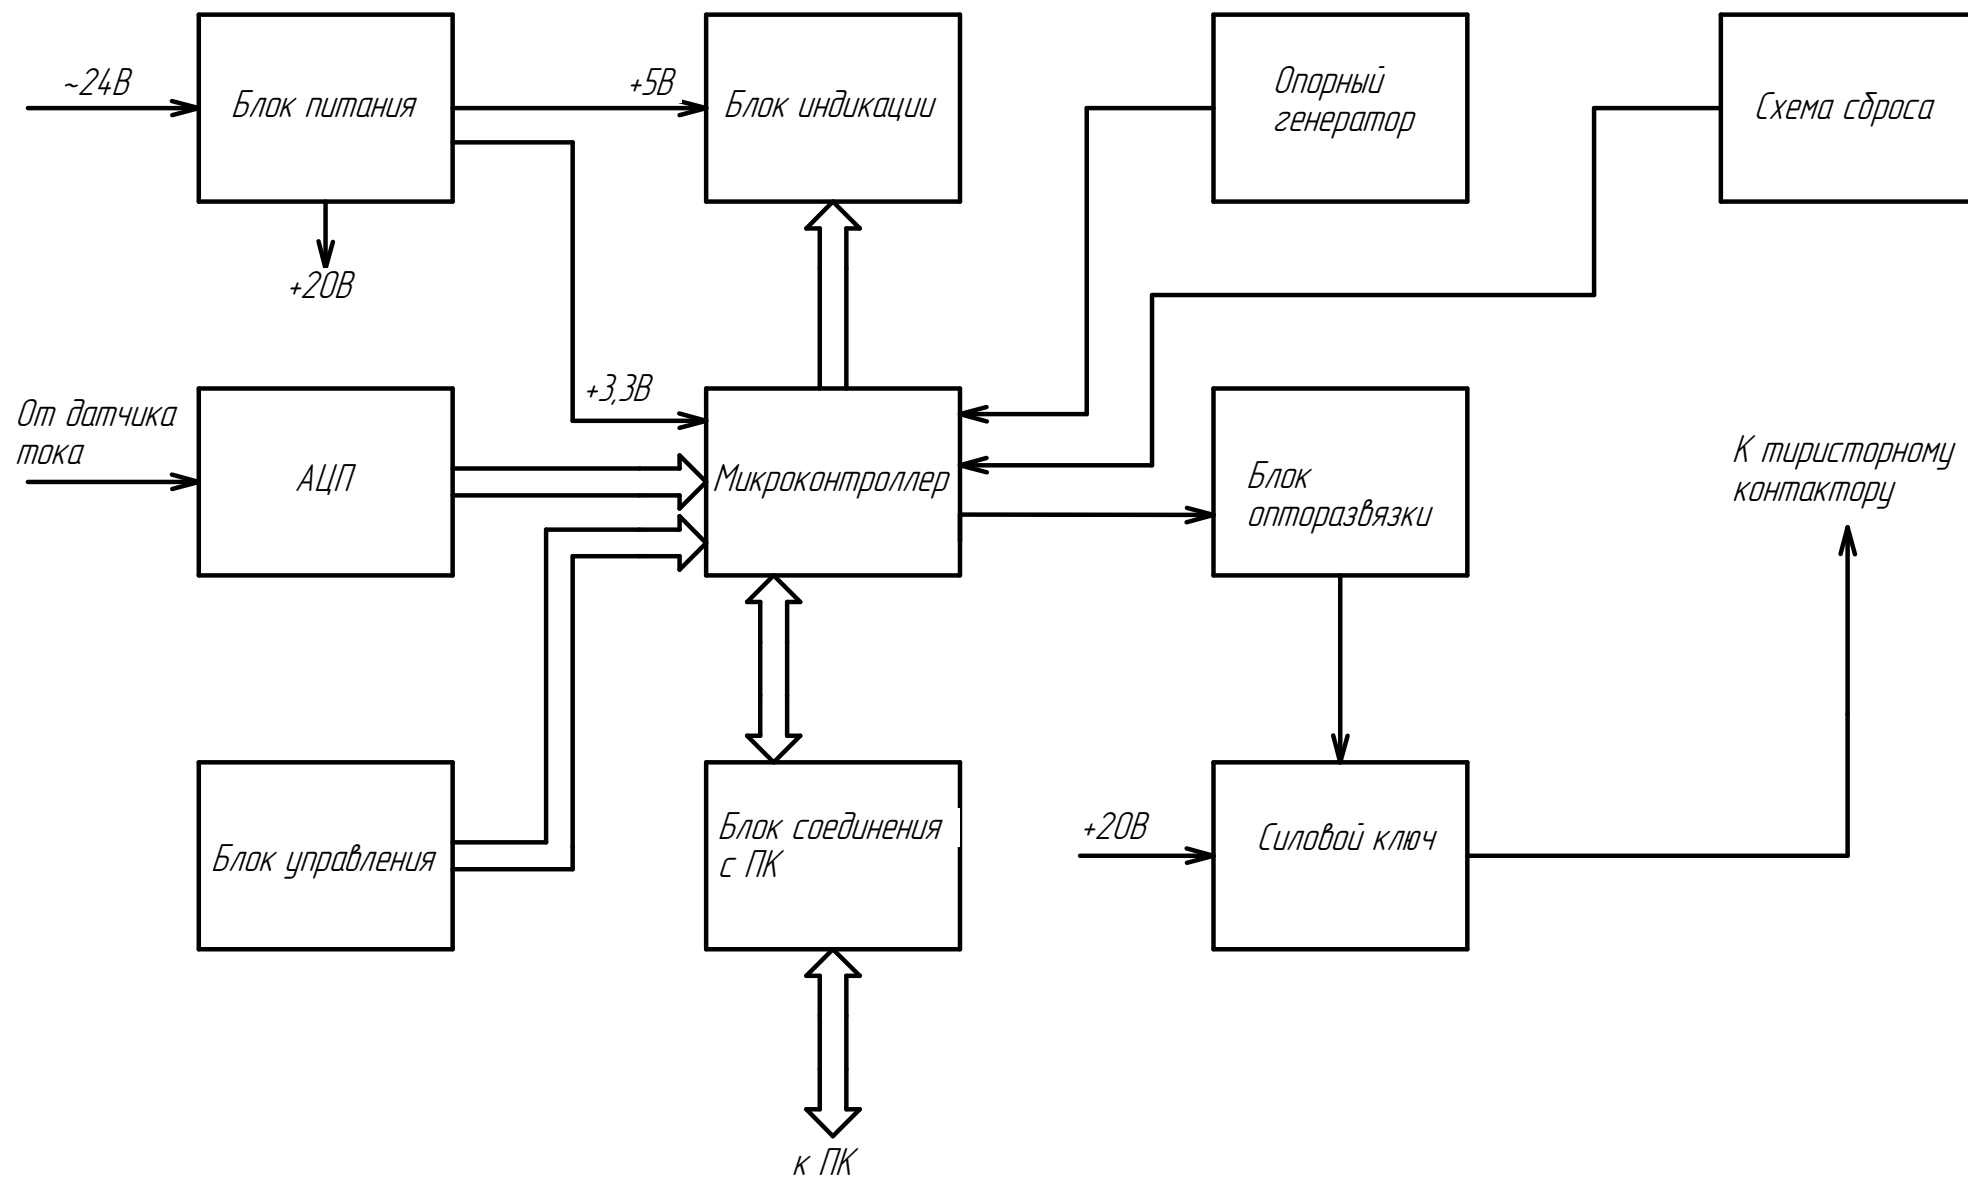 ~24В
Блок питания
+5В
Блок индикации
Опорный
генератор
Схема сброса
+20В
+3,3В
От датчика
тока
АЦП
Микроконтроллер
Блок
опторазвязки
К тиристорному
контактору
Блок управления
Блок соединения
с ПК
+20В
Силовой ключ
к ПК